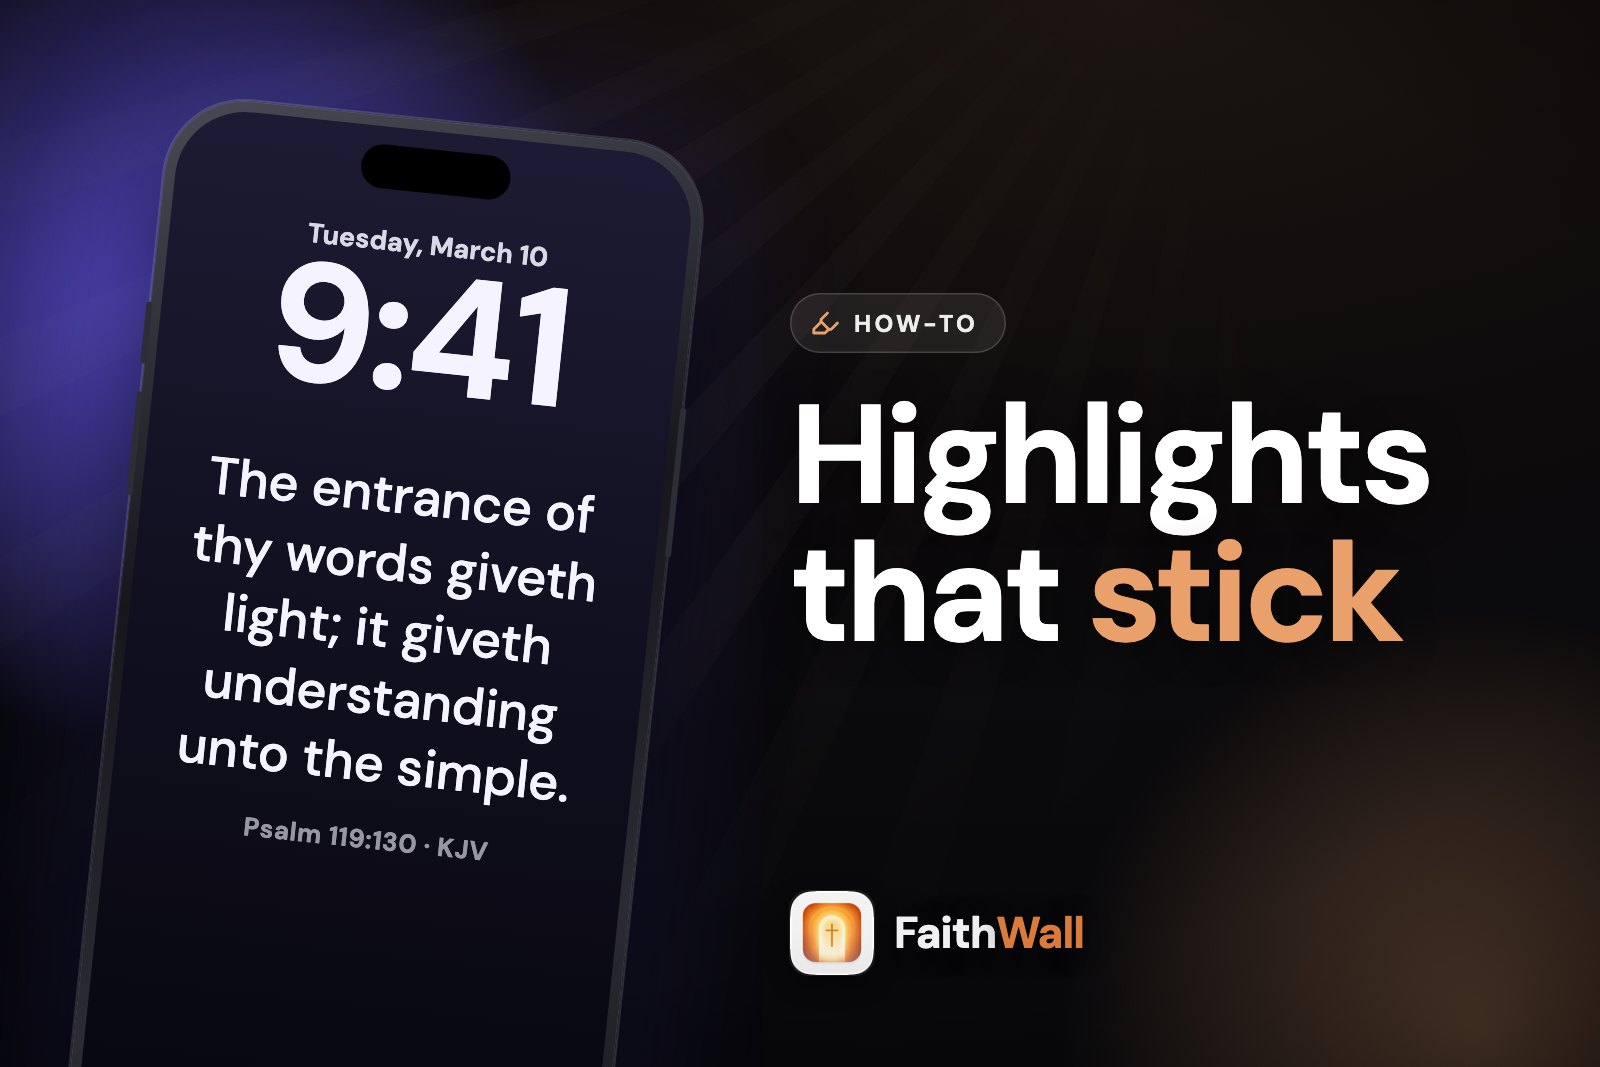 Tuesday, March 10
9:41
The entrance of
thy words giveth
light; it giveth
understanding
unto the simple.
Psalm 119:130 · KJV
HOW-TO
Highlights
that stick
FaithWall